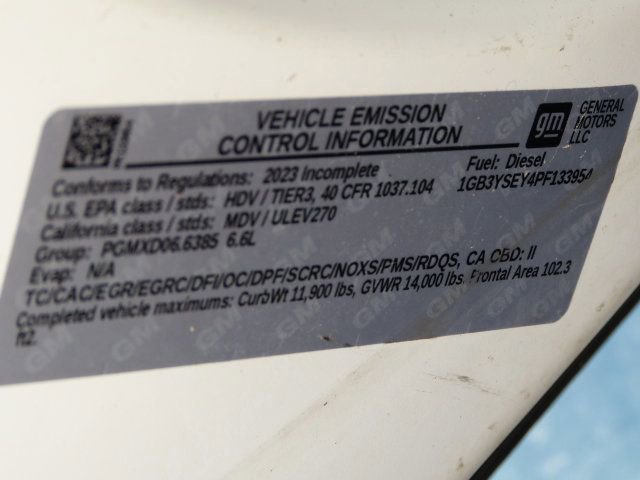 VEHICLE EMISSION
CONTROL INFORMATION
gm
GENERAL
MOTORS
LLC
Conforms to Regulations: 2023 Incomplete
Fuel: Diesel
U.S. EPA class / stds: HDV / TIER3, 40 CFR 1037.104
1GB3YSEY4PF133954
California class / stds: MDV / ULEV270
Group: PGMXD06.6385 6.6L
Evap: N/A
TC/CAC/EGR/EGRC/DFI/OC/DPF/SCRC/NOXS/PMS/RDQS, CA OBD: II
Completed vehicle maximums: CurbWt 11,900 lbs, GVWR 14,000 lbs. Frontal Area 102.3
ft2.